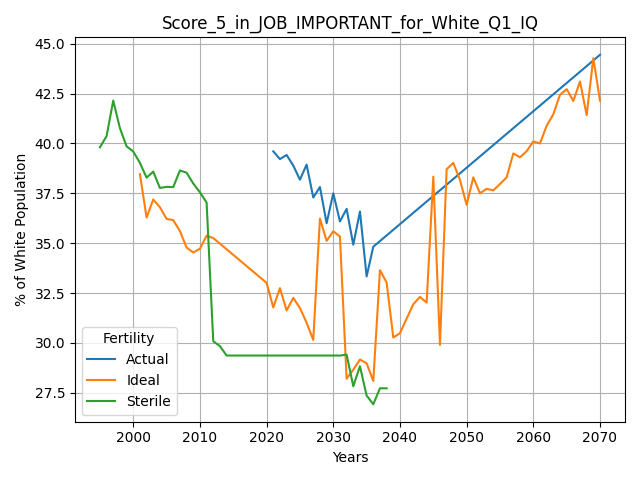 Score_5_in_JOB_IMPORTANT_for_White_Q1_IQ
% of White Population
45.0
42.5
40.0
37.5
35.0
32.5
30.0
27.5
Fertility
Actual
Ideal
Sterile
2000
2010
2020
2030
2040
2050
2060
2070
Years